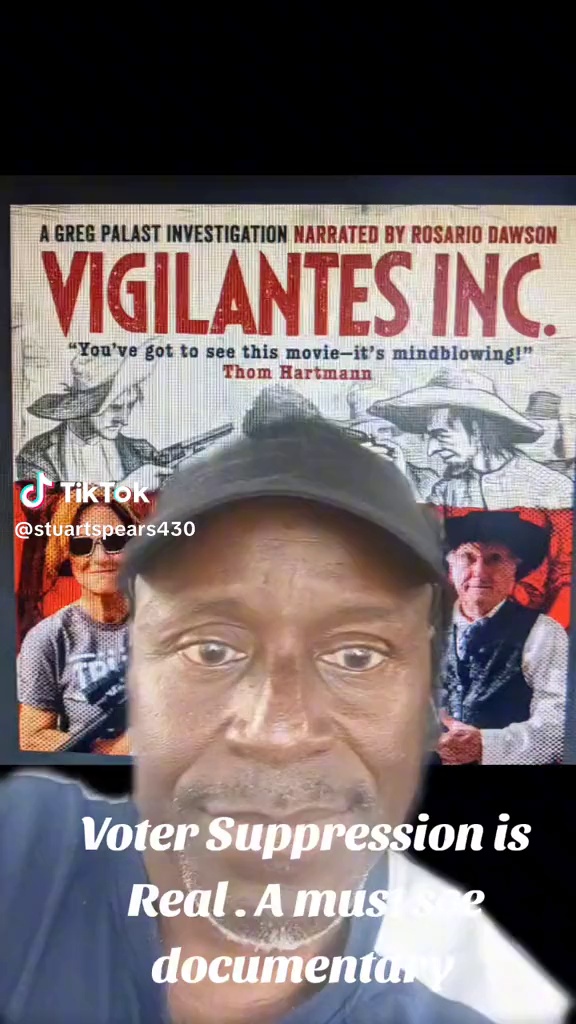 A GREG PALAST INVESTIGATION NARRATED BY ROSARIO DAWSON
VIGILANTES INC.
“You’ve got to see this movie—it’s mindblowing!”
Thom Hartmann
TikTok
@stuartspears430
Voter Suppression is
Real . A must see
documentary